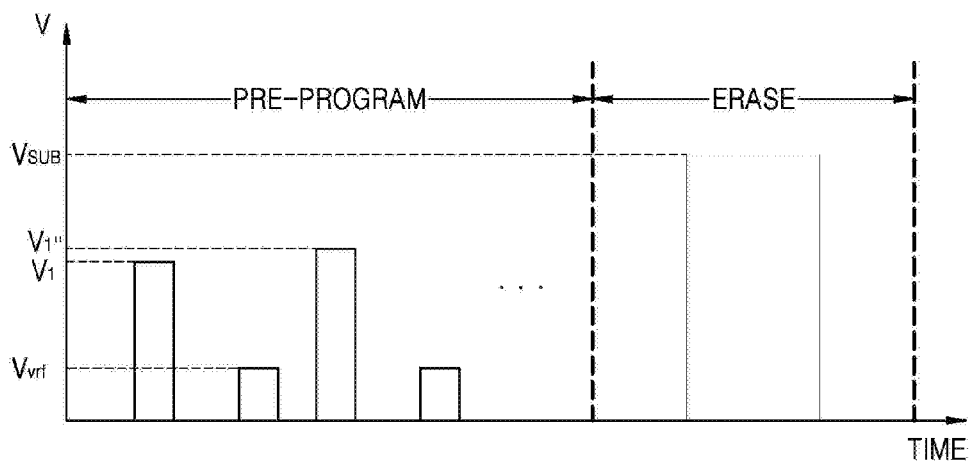 V
PRE-PROGRAM
ERASE
VSUB
V1"
V1
Vvrf
. . .
TIME